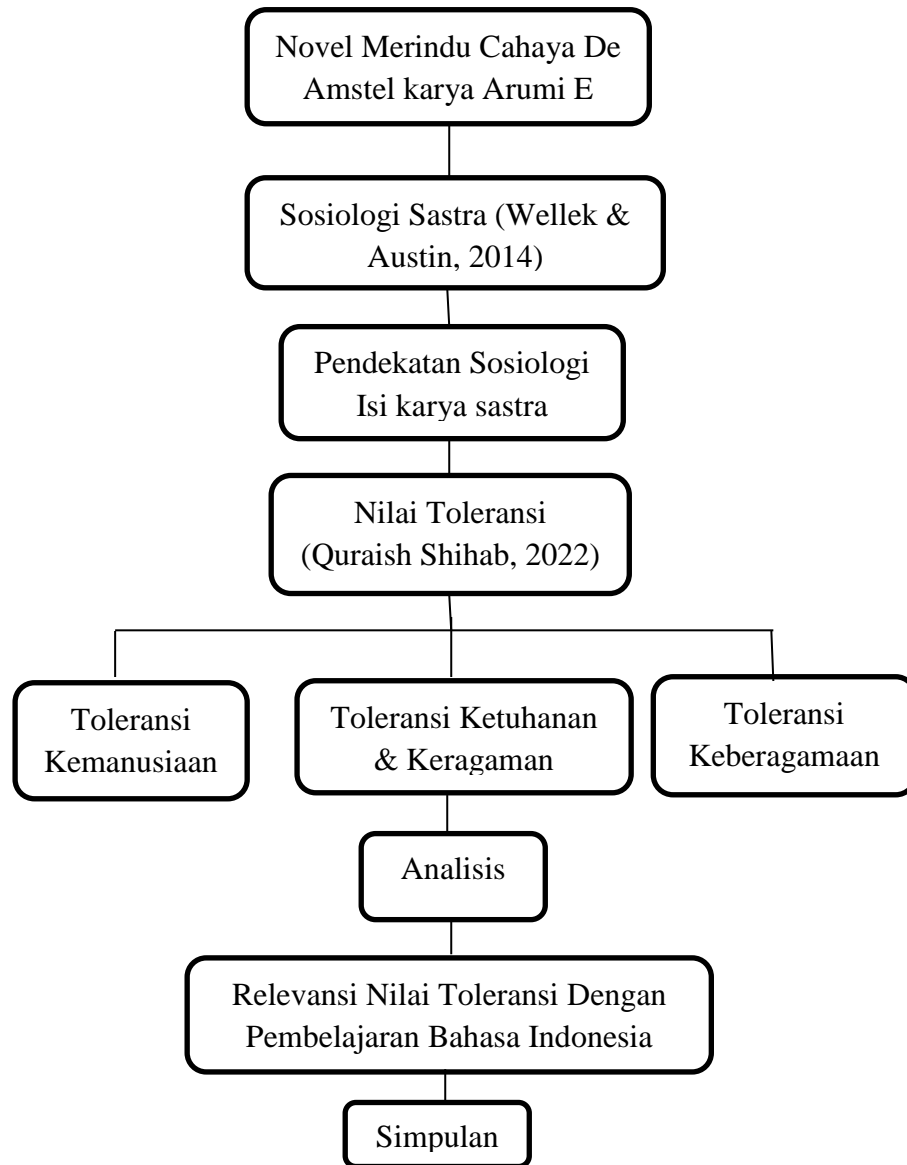 Novel Merindu Cahaya De
Amstel karya Arumi E
Sosiologi Sastra (Wellek &
Austin, 2014)
Pendekatan Sosiologi
Isi karya sastra
Nilai Toleransi
(Quraish Shihab, 2022)
Toleransi
Kemanusiaan
Toleransi Ketuhanan
& Keragaman
Toleransi
Keberagamaan
Analisis
Relevansi Nilai Toleransi Dengan
Pembelajaran Bahasa Indonesia
Simpulan